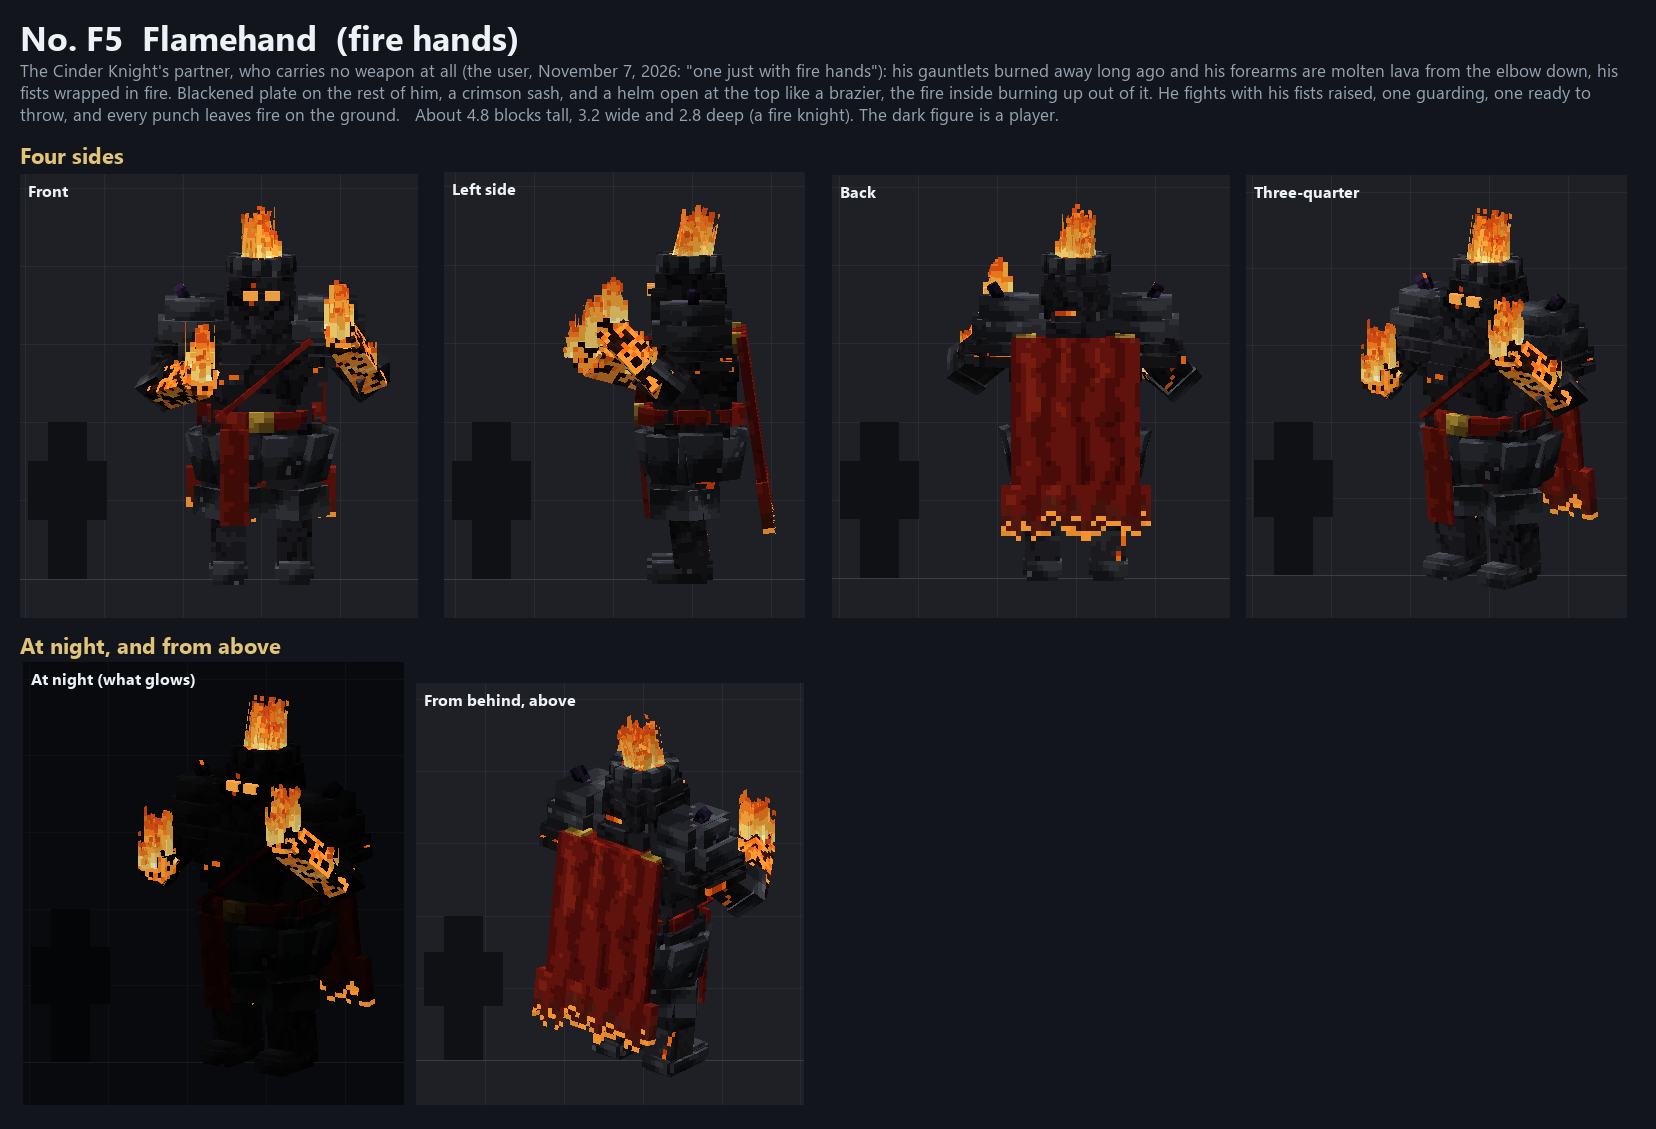 No. F5  Flamehand  (fire hands)
The Cinder Knight's partner, who carries no weapon at all (the user, November 7, 2026: "one just with fire hands"): his gauntlets burned away long ago and his forearms are molten lava from the elbow down, his
fists wrapped in fire. Blackened plate on the rest of him, a crimson sash, and a helm open at the top like a brazier, the fire inside burning up out of it. He fights with his fists raised, one guarding, one ready to
throw, and every punch leaves fire on the ground.   About 4.8 blocks tall, 3.2 wide and 2.8 deep (a fire knight). The dark figure is a player.
Four sides
Front
Left side
Back
Three-quarter
At night, and from above
At night (what glows)
From behind, above